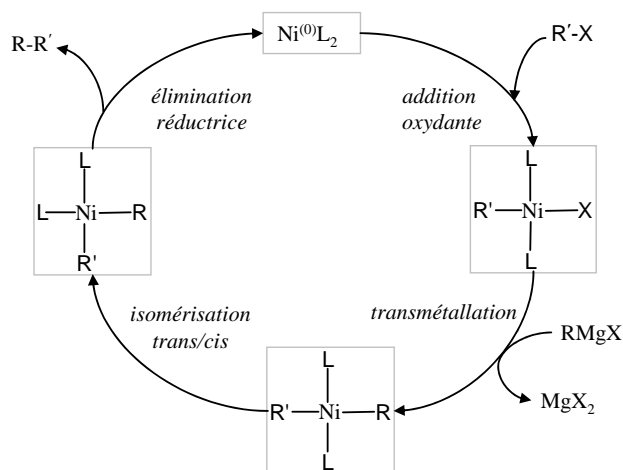 Ni(0)L2
R-R′
R′-X
élimination
réductrice
addition
oxydante
L
L Ni R
R'
L
R' Ni X
L
isomérisation
trans/cis
transmétallation
RMgX
MgX2
L
R' Ni R
L